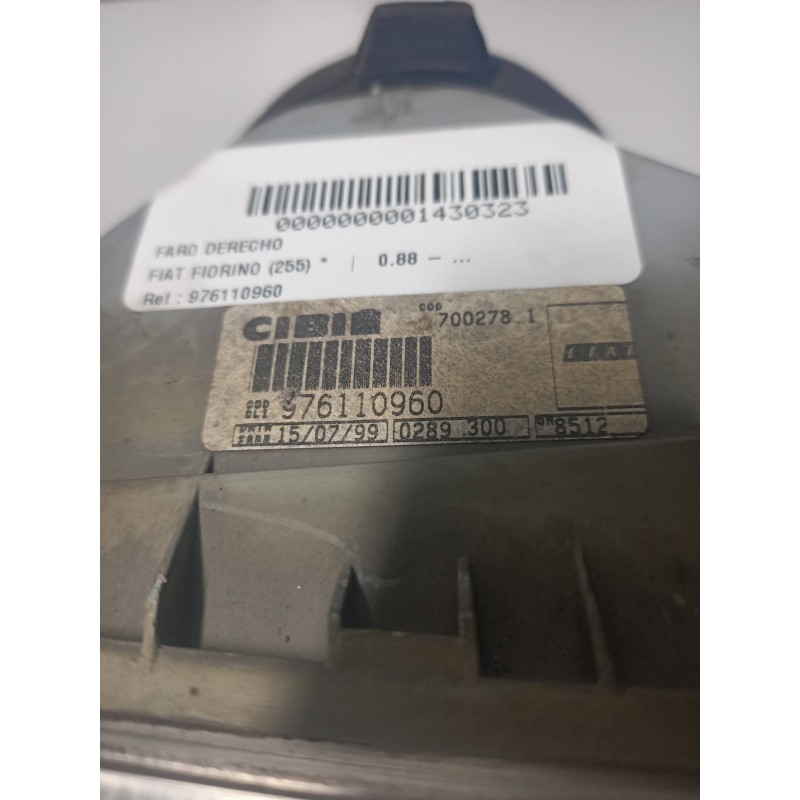 0000000001430323
FARO DERECHO
FIAT FIORINO (255) * | 0.88 – ...
Ref : 976110960
CIBIE COD 700278.1
FIAT
976110960
15/07/99 0289 300 8512